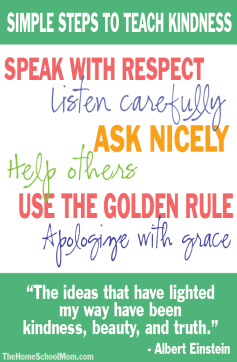 SIMPLE STEPS TO TEACH KINDNESS
SPEAK WITH RESPECT
Listen carefully
ASK NICELY
Help others
USE THE GOLDEN RULE
Apologize with grace
“The ideas that have lighted
my way have been
kindness, beauty, and truth.”
- Albert Einstein
TheHomeSchoolMom.com